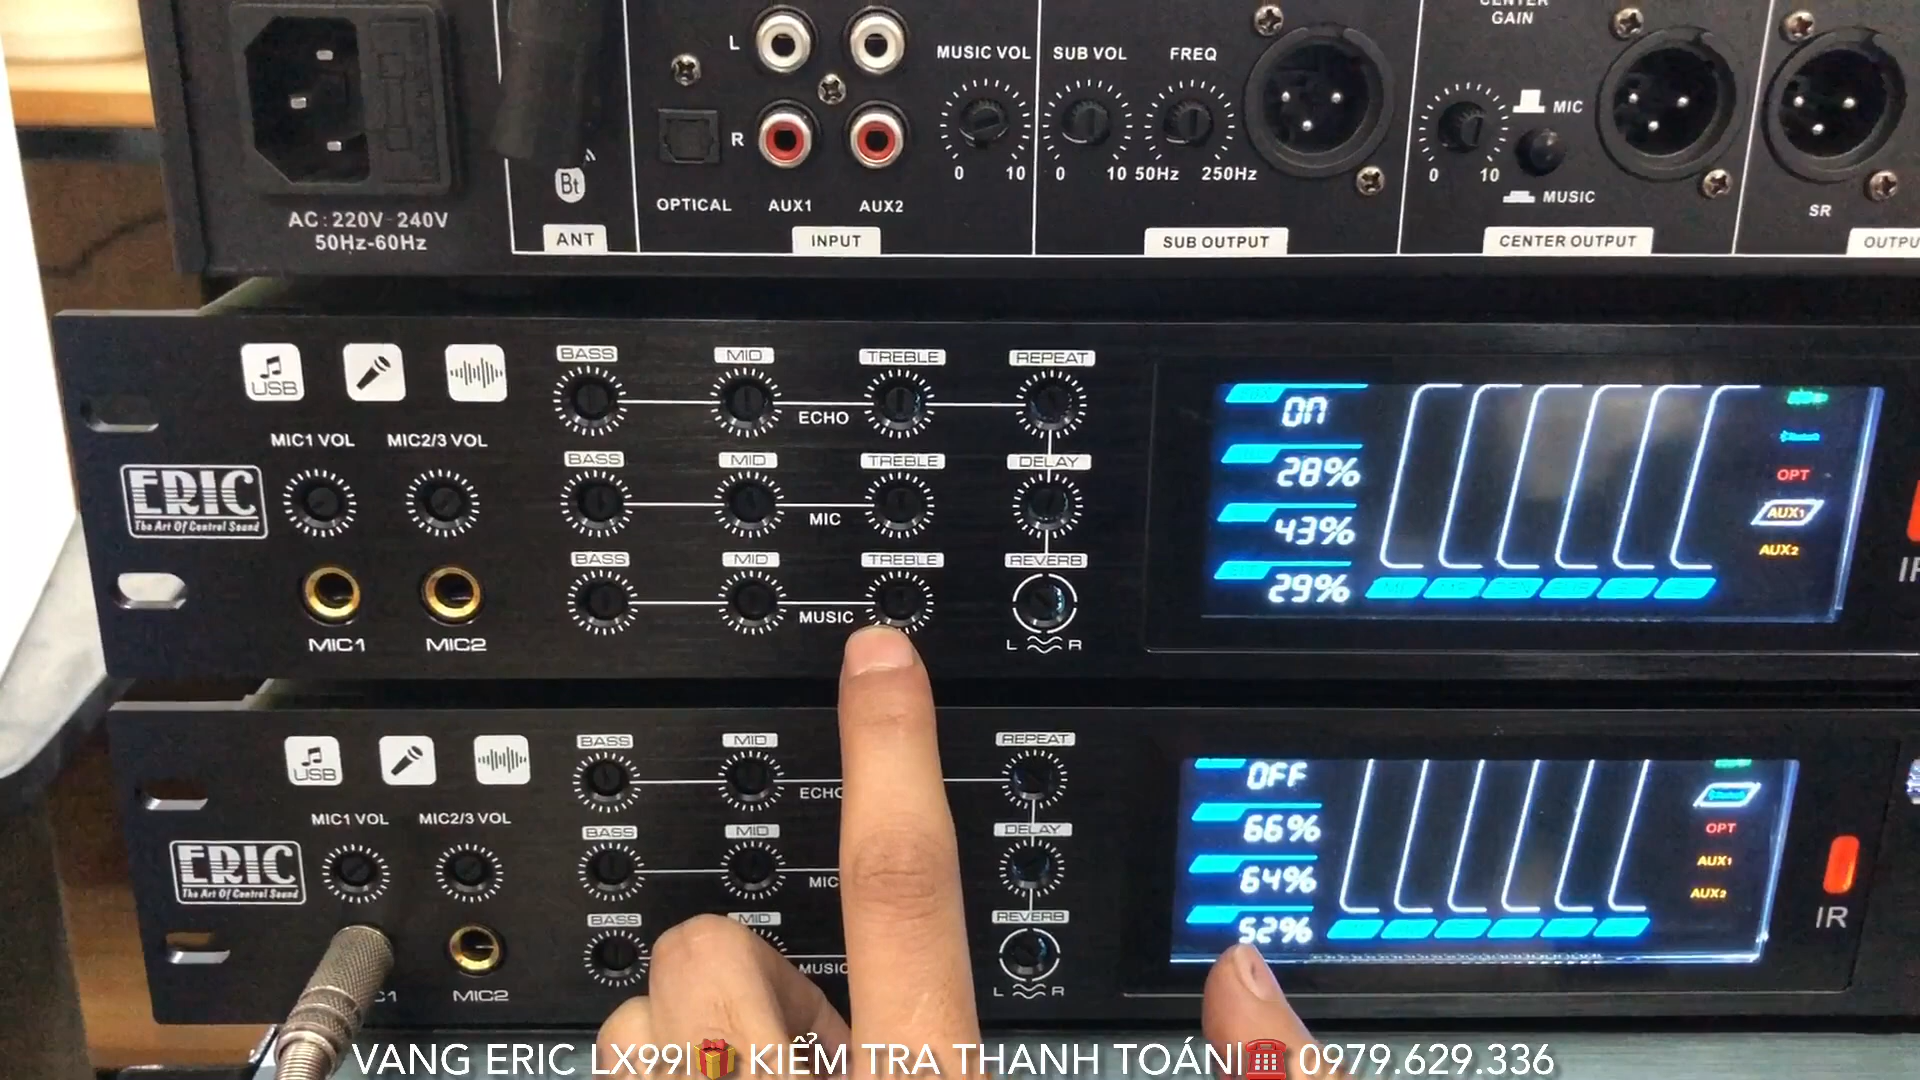 CENTER
GAIN
L
R
MUSIC VOL
SUB VOL
FREQ
MIC
0 10
0 10
50Hz 250Hz
0 10
MUSIC
Bt
OPTICAL
AUX1
AUX2
SR
AC: 220V-240V
50Hz-60Hz
ANT
INPUT
SUB OUTPUT
CENTER OUTPUT
OUTPU
USB
BASS
MID
TREBLE
REPEAT
ECHO
MIC1 VOL
MIC2/3 VOL
BASS
MID
TREBLE
DELAY
MIC
ERIC
The Art Of Control Sound
BASS
MID
TREBLE
REVERB
MUSIC
L R
MIC1
MIC2
ON
28%
43%
29%
OPT
AUX1
AUX2
USB
BASS
MID
REPEAT
ECHO
MIC1 VOL
MIC2/3 VOL
BASS
MID
DELAY
MIC
ERIC
The Art Of Control Sound
BASS
MID
REVERB
MUSIC
L R
C1
MIC2
OFF
66%
64%
52%
OPT
AUX1
AUX2
IR
VANG ERIC LX99|🎁 KIỂM TRA THANH TOÁN|☎️ 0979.629.336